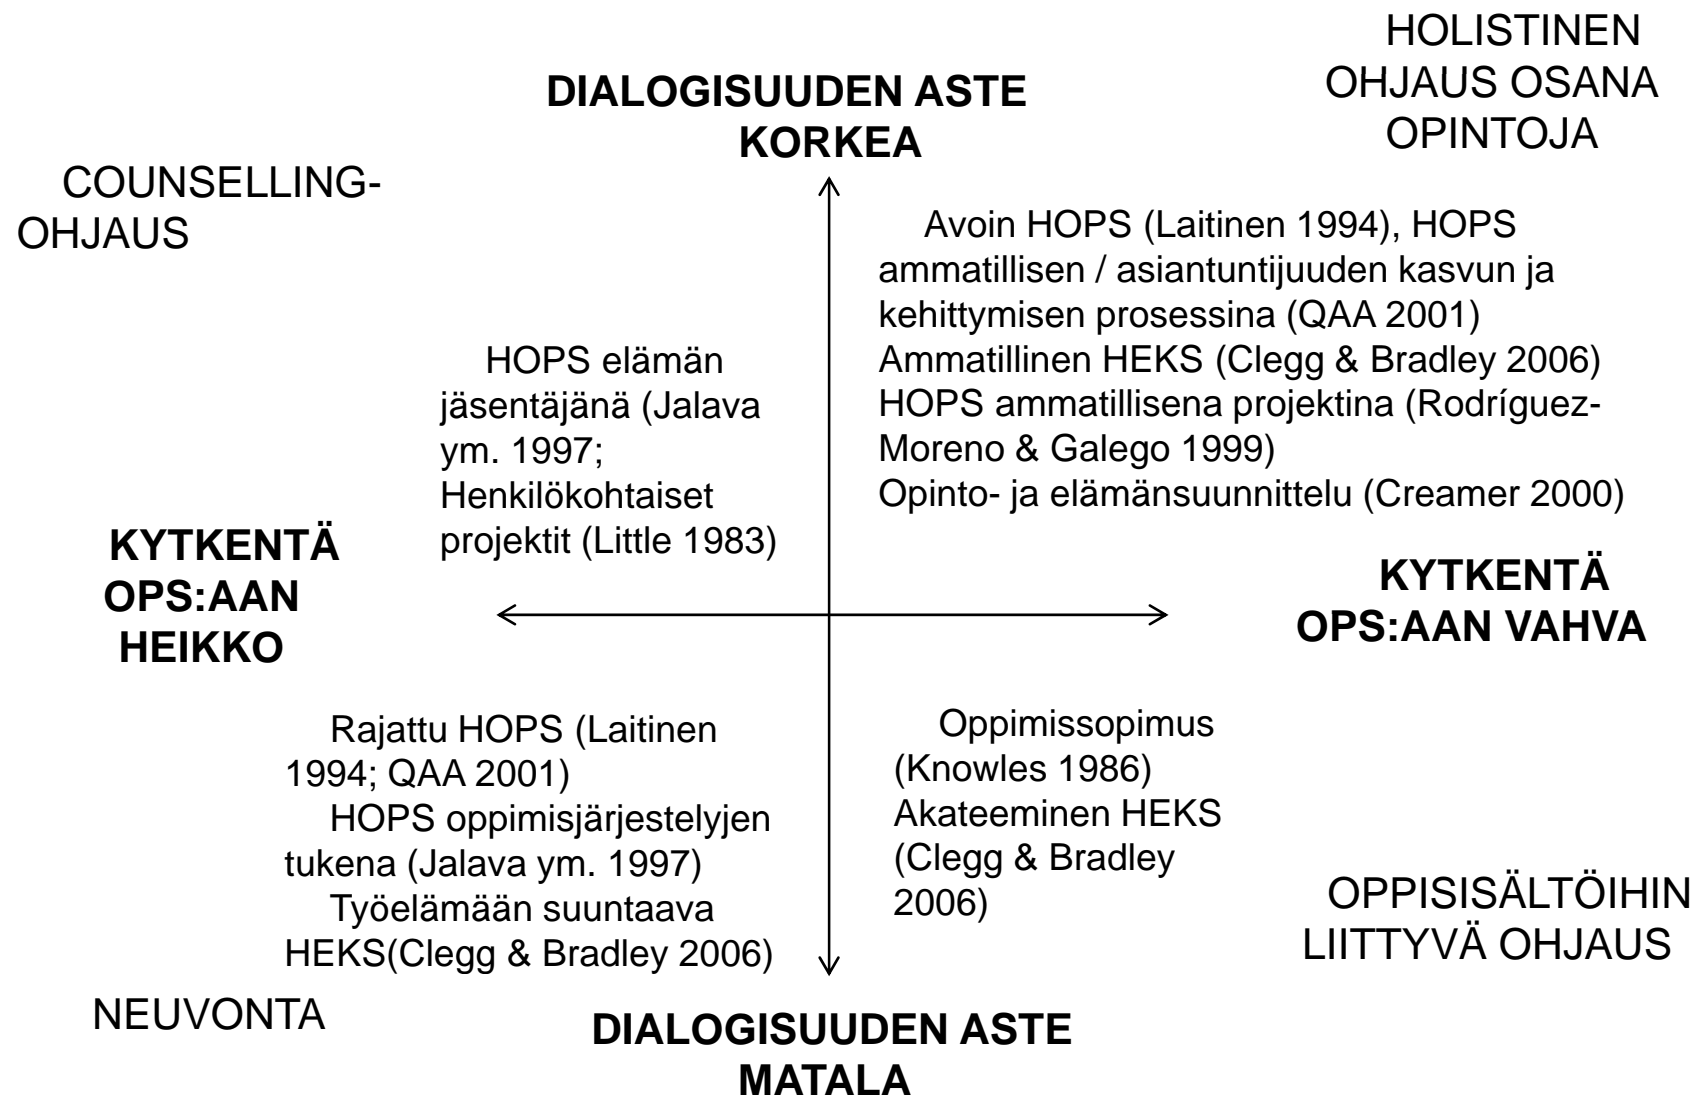 HOLISTINEN
OHJAUS OSANA
OPINTOJA
DIALOGISUUDEN ASTE
KORKEA
COUNSELLING-
OHJAUS
Avoin HOPS (Laitinen 1994), HOPS
ammatillisen / asiantuntijuuden kasvun ja
kehittymisen prosessina (QAA 2001)
Ammatillinen HEKS (Clegg & Bradley 2006)
HOPS ammatillisena projektina (Rodríguez-
Moreno & Galego 1999)
Opinto- ja elämänsuunnittelu (Creamer 2000)
HOPS elämän
jäsentäjänä (Jalava
ym. 1997;
Henkilökohtaiset
projektit (Little 1983)
KYTKENTÄ
OPS:AAN
HEIKKO
KYTKENTÄ
OPS:AAN VAHVA
Rajattu HOPS (Laitinen
1994; QAA 2001)
HOPS oppimisjärjestelyjen
tukena (Jalava ym. 1997)
Työelämään suuntaava
HEKS(Clegg & Bradley 2006)
Oppimissopimus
(Knowles 1986)
Akateeminen HEKS
(Clegg & Bradley
2006)
OPPISISÄLTÖIHIN
LIITTYVÄ OHJAUS
NEUVONTA
DIALOGISUUDEN ASTE
MATALA